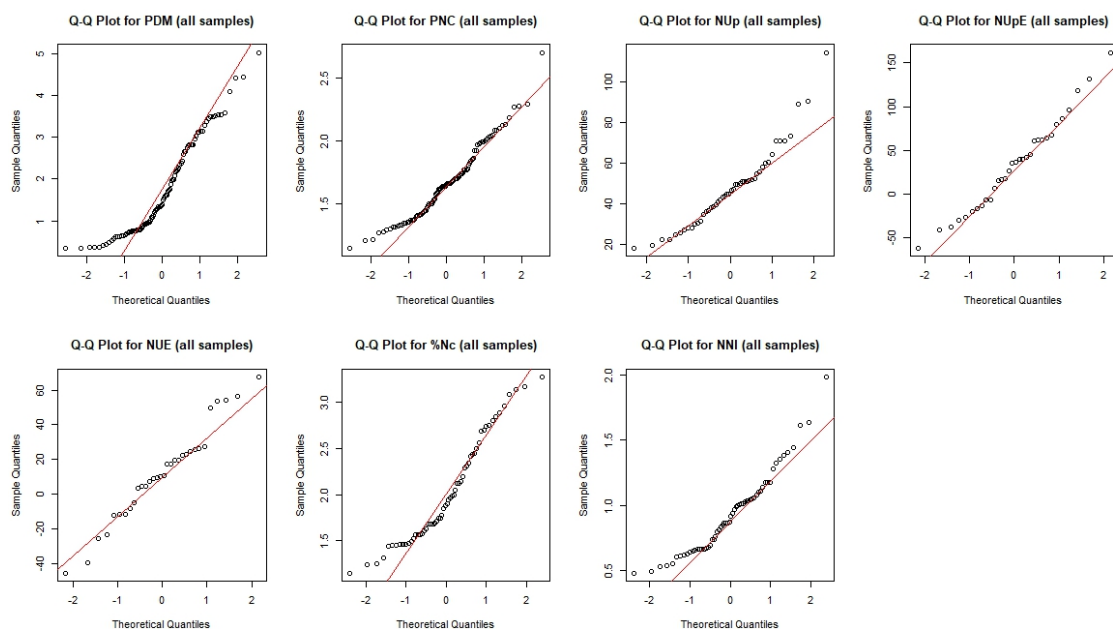 Q-Q Plot for PDM (all samples)
Sample Quantiles
5
4
3
2
1
-2 -1 0 1 2
Theoretical Quantiles
Q-Q Plot for PNC (all samples)
Sample Quantiles
2.5
2.0
1.5
-2 -1 0 1 2
Theoretical Quantiles
Q-Q Plot for NUp (all samples)
Sample Quantiles
100
80
60
40
20
-2 -1 0 1 2
Theoretical Quantiles
Q-Q Plot for NUpE (all samples)
Sample Quantiles
150
100
50
0
-50
-2 -1 0 1 2
Theoretical Quantiles
Q-Q Plot for NUE (all samples)
Sample Quantiles
60
40
20
0
-20
-40
-2 -1 0 1 2
Theoretical Quantiles
Q-Q Plot for %Nc (all samples)
Sample Quantiles
3.0
2.5
2.0
1.5
-2 -1 0 1 2
Theoretical Quantiles
Q-Q Plot for NNI (all samples)
Sample Quantiles
2.0
1.5
1.0
0.5
-2 -1 0 1 2
Theoretical Quantiles